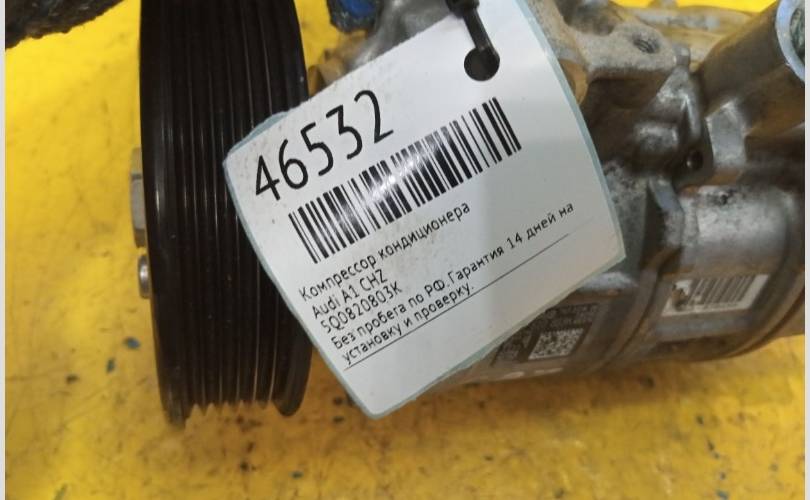 46532
Компрессор кондиционера
Audi A1 CHZ
5Q0820803K
Без пробега по РФ. Гарантия 14 дней на
установку и проверку.